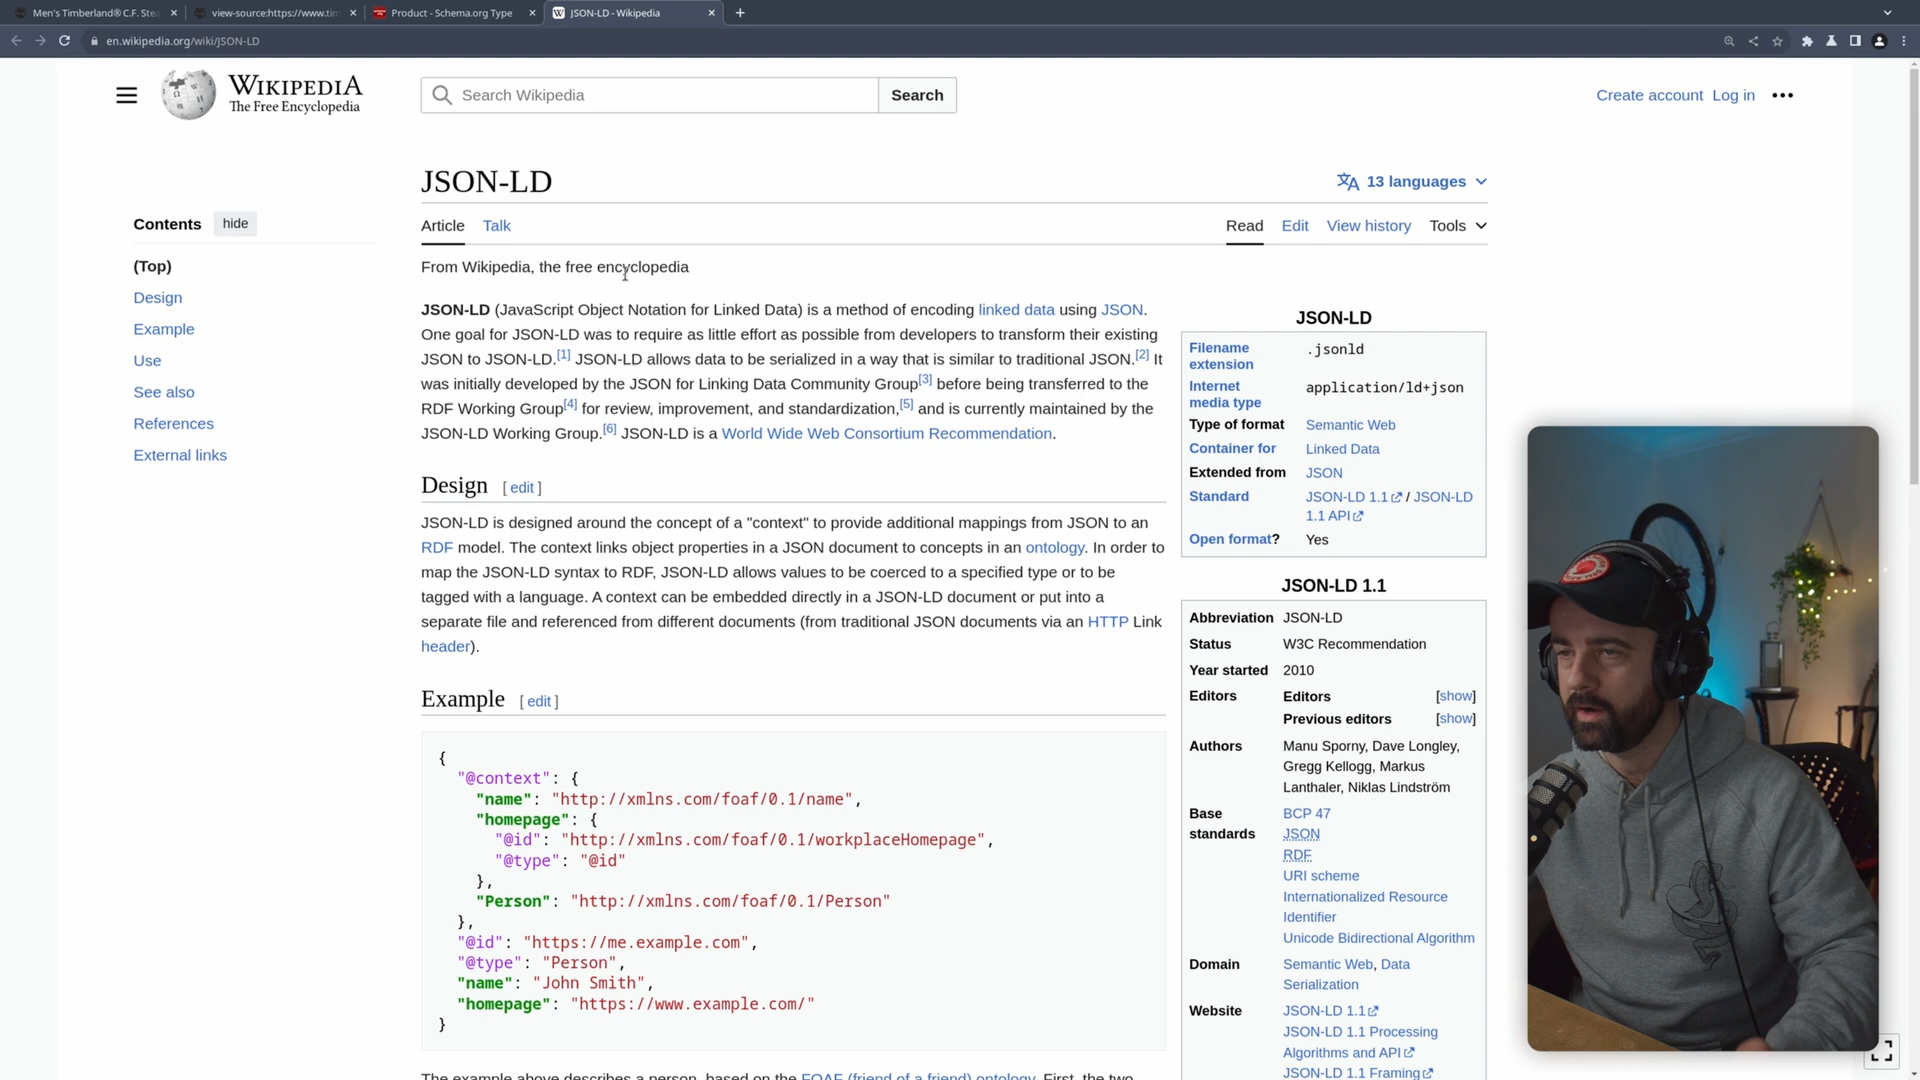 Men's Timberland® C.F. Ste
view-source:https://www.tim
Product - Schema.org Type
JSON-LD - Wikipedia
en.wikipedia.org/wiki/JSON-LD
WIKIPEDIA
The Free Encyclopedia
Search Wikipedia
Search
Create account
Log in
JSON-LD
13 languages
Contents
hide
Article
Talk
Read
Edit
View history
Tools
(Top)
Design
Example
Use
See also
References
External links
From Wikipedia, the free encyclopedia
JSON-LD (JavaScript Object Notation for Linked Data) is a method of encoding linked data using JSON.
One goal for JSON-LD was to require as little effort as possible from developers to transform their existing
JSON to JSON-LD.[1] JSON-LD allows data to be serialized in a way that is similar to traditional JSON.[2] It
was initially developed by the JSON for Linking Data Community Group[3] before being transferred to the
RDF Working Group[4] for review, improvement, and standardization,[5] and is currently maintained by the
JSON-LD Working Group.[6] JSON-LD is a World Wide Web Consortium Recommendation.
Design [ edit ]
JSON-LD is designed around the concept of a "context" to provide additional mappings from JSON to an
RDF model. The context links object properties in a JSON document to concepts in an ontology. In order to
map the JSON-LD syntax to RDF, JSON-LD allows values to be coerced to a specified type or to be
tagged with a language. A context can be embedded directly in a JSON-LD document or put into a
separate file and referenced from different documents (from traditional JSON documents via an HTTP Link
header).
Example [ edit ]
{
"@context": {
"name": "http://xmlns.com/foaf/0.1/name",
"homepage": {
"@id": "http://xmlns.com/foaf/0.1/workplaceHomepage",
"@type": "@id"
},
"Person": "http://xmlns.com/foaf/0.1/Person"
},
"@id": "https://me.example.com",
"@type": "Person",
"name": "John Smith",
"homepage": "https://www.example.com/"
}
The example above describes a person, based on the FOAF (friend of a friend) ontology. First, the two
JSON-LD
Filename extension .jsonld
Internet media type application/ld+json
Type of format Semantic Web
Container for Linked Data
Extended from JSON
Standard JSON-LD 1.1 / JSON-LD
1.1 API
Open format? Yes
JSON-LD 1.1
Abbreviation JSON-LD
Status W3C Recommendation
Year started 2010
Editors Editors [show]
Previous editors [show]
Authors Manu Sporny, Dave Longley,
Gregg Kellogg, Markus
Lanthaler, Niklas Lindström
Base standards BCP 47
JSON
RDF
URI scheme
Internationalized Resource
Identifier
Unicode Bidirectional Algorithm
Domain Semantic Web, Data
Serialization
Website JSON-LD 1.1
JSON-LD 1.1 Processing
Algorithms and API
JSON-LD 1.1 Framing